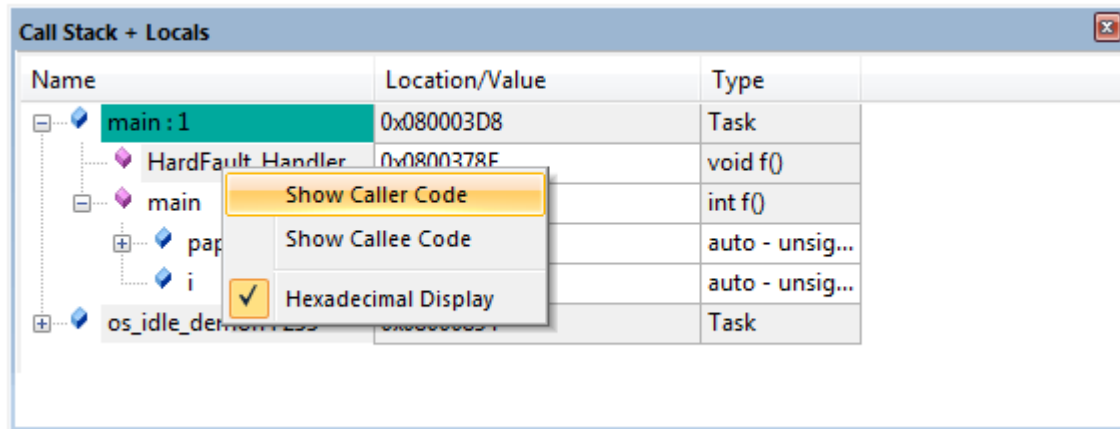 Call Stack + Locals
Name Location/Value Type
main : 1 0x080003D8 Task
HardFault_Handler void f()
Show Caller Code
main int f()
Show Callee Code
auto - unsig...
i auto - unsig...
Hexadecimal Display
Task